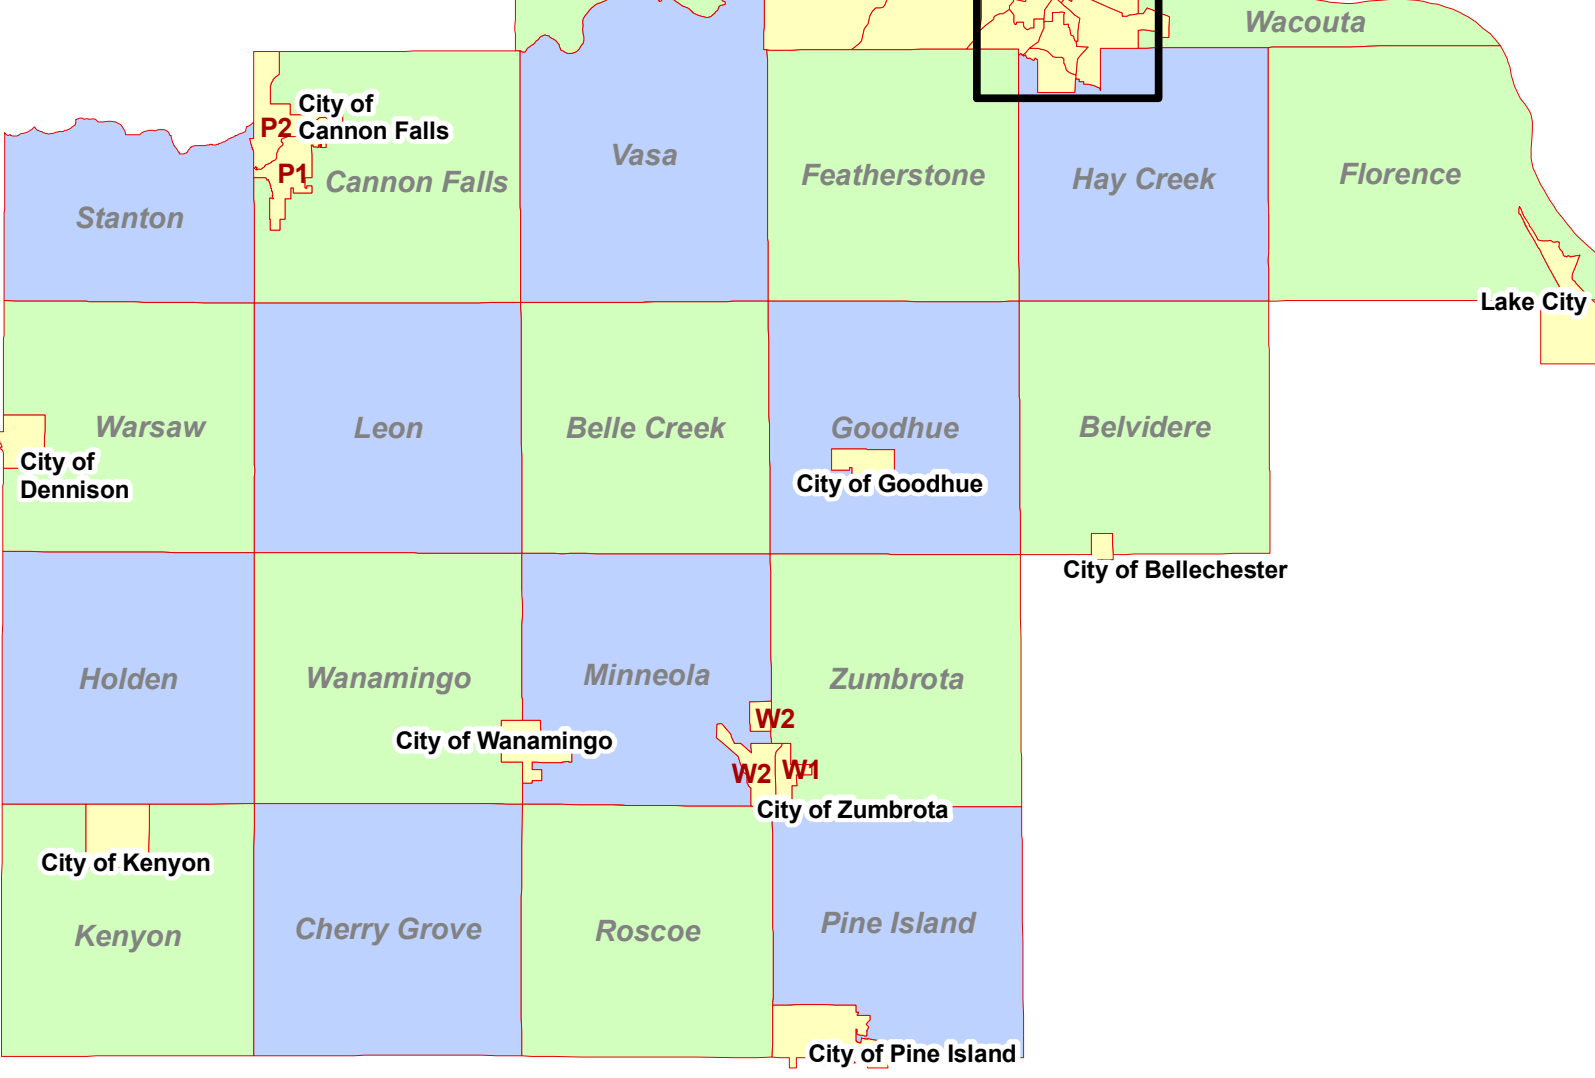 Wacouta
City of
Cannon Falls
P2
P1
Cannon Falls
Vasa
Featherstone
Hay Creek
Florence
Stanton
Lake City
Warsaw
Leon
Belle Creek
Goodhue
Belvidere
City of
Dennison
City of Goodhue
City of Bellechester
Holden
Wanamingo
Minneola
Zumbrota
W2
City of Wanamingo
W2
W1
City of Zumbrota
City of Kenyon
Kenyon
Cherry Grove
Roscoe
Pine Island
City of Pine Island